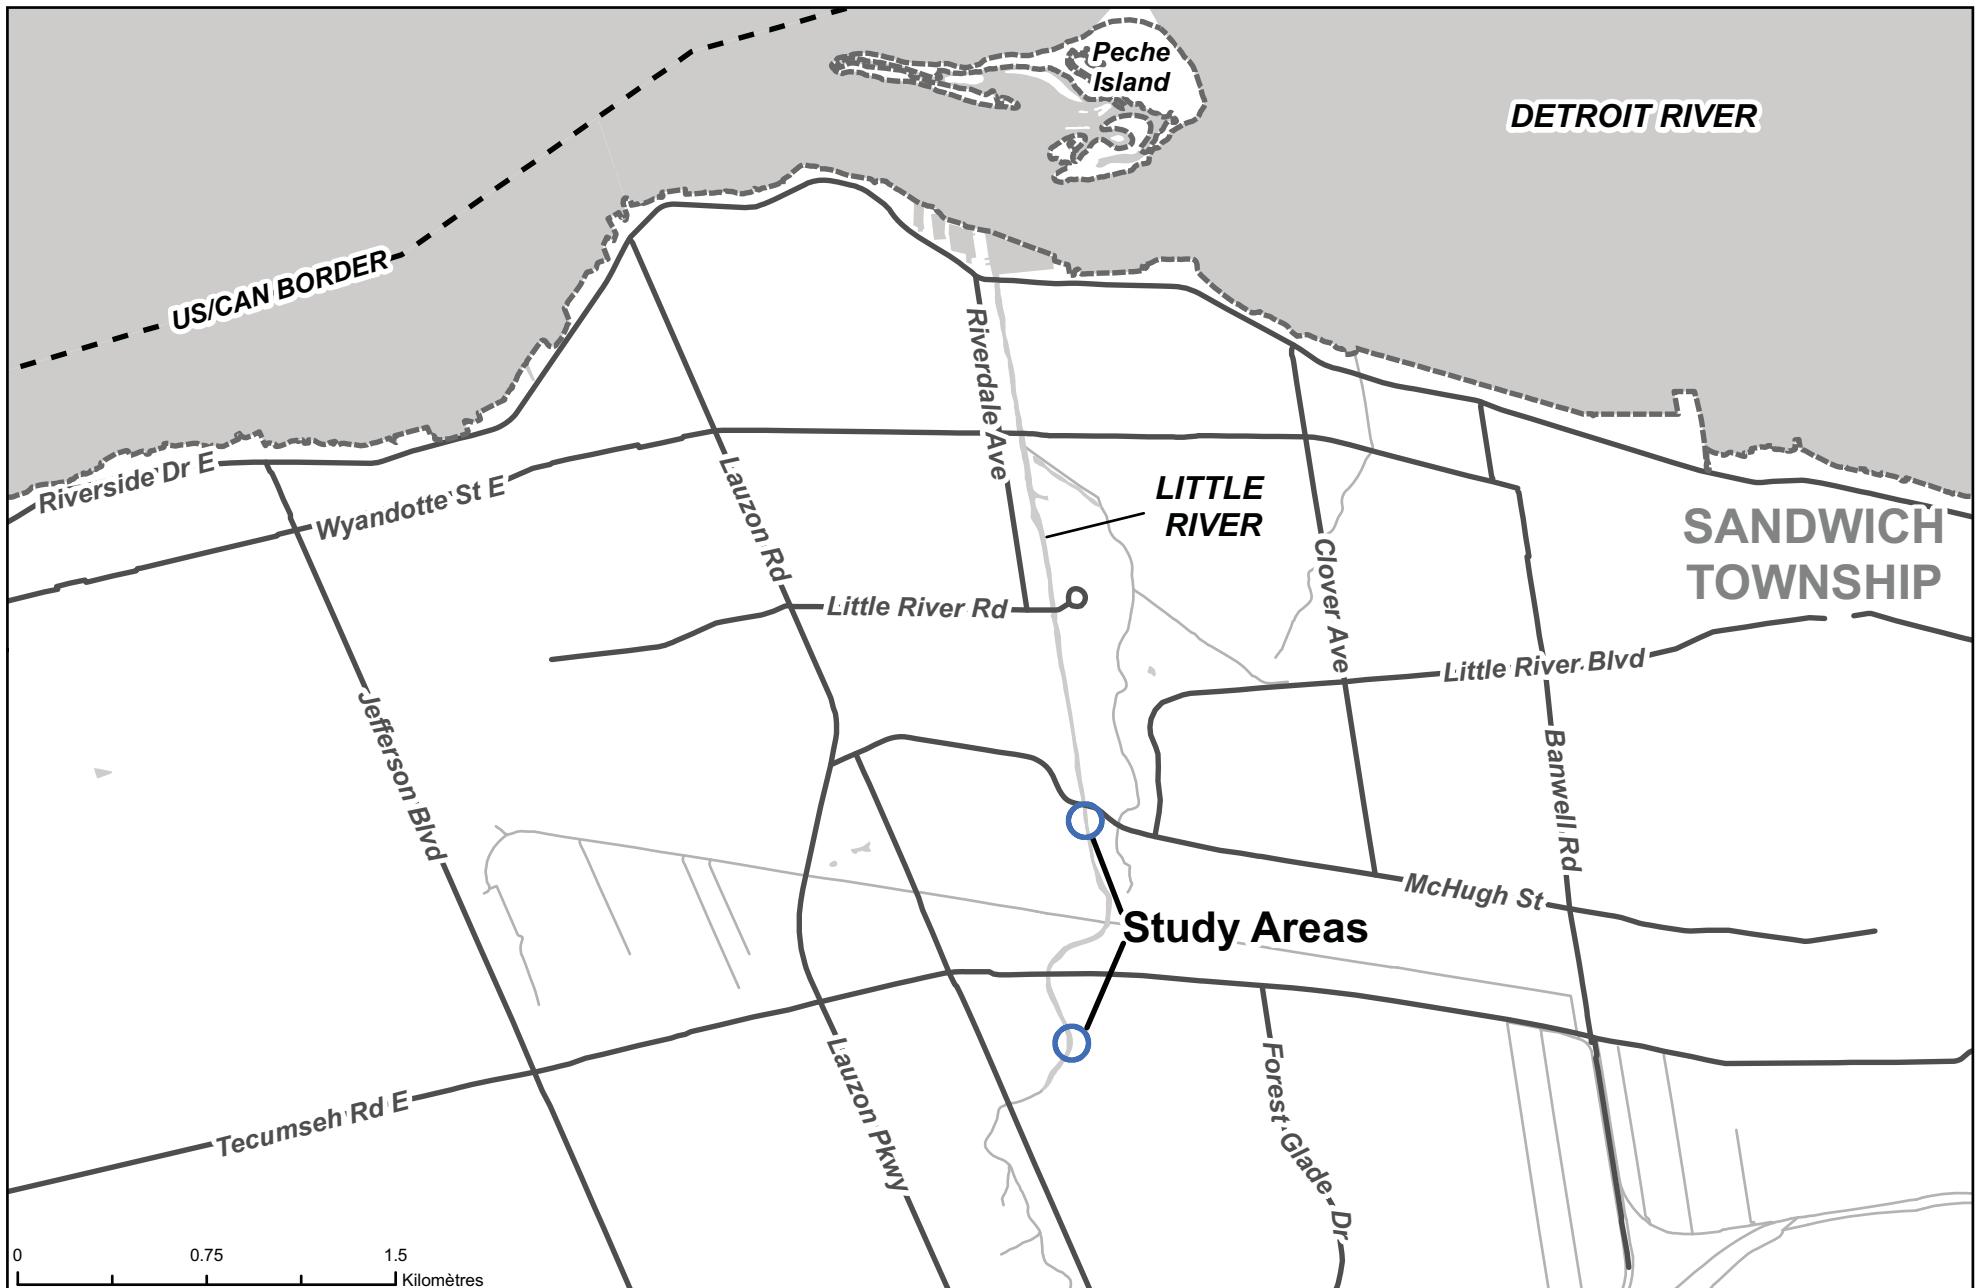 Peche
Island
DETROIT RIVER
US/CAN BORDER
Riverdale Ave
Riverside Dr E
Wyandotte St E
Lauzon Rd
LITTLE
RIVER
SANDWICH
TOWNSHIP
Clover Ave
Little River Rd
Little River Blvd
Jefferson Blvd
Banwell Rd
McHugh St
Study Areas
Lauzon Pkwy
Forest Glade Dr
Tecumseh Rd E
0 0.75 1.5
Kilomètres